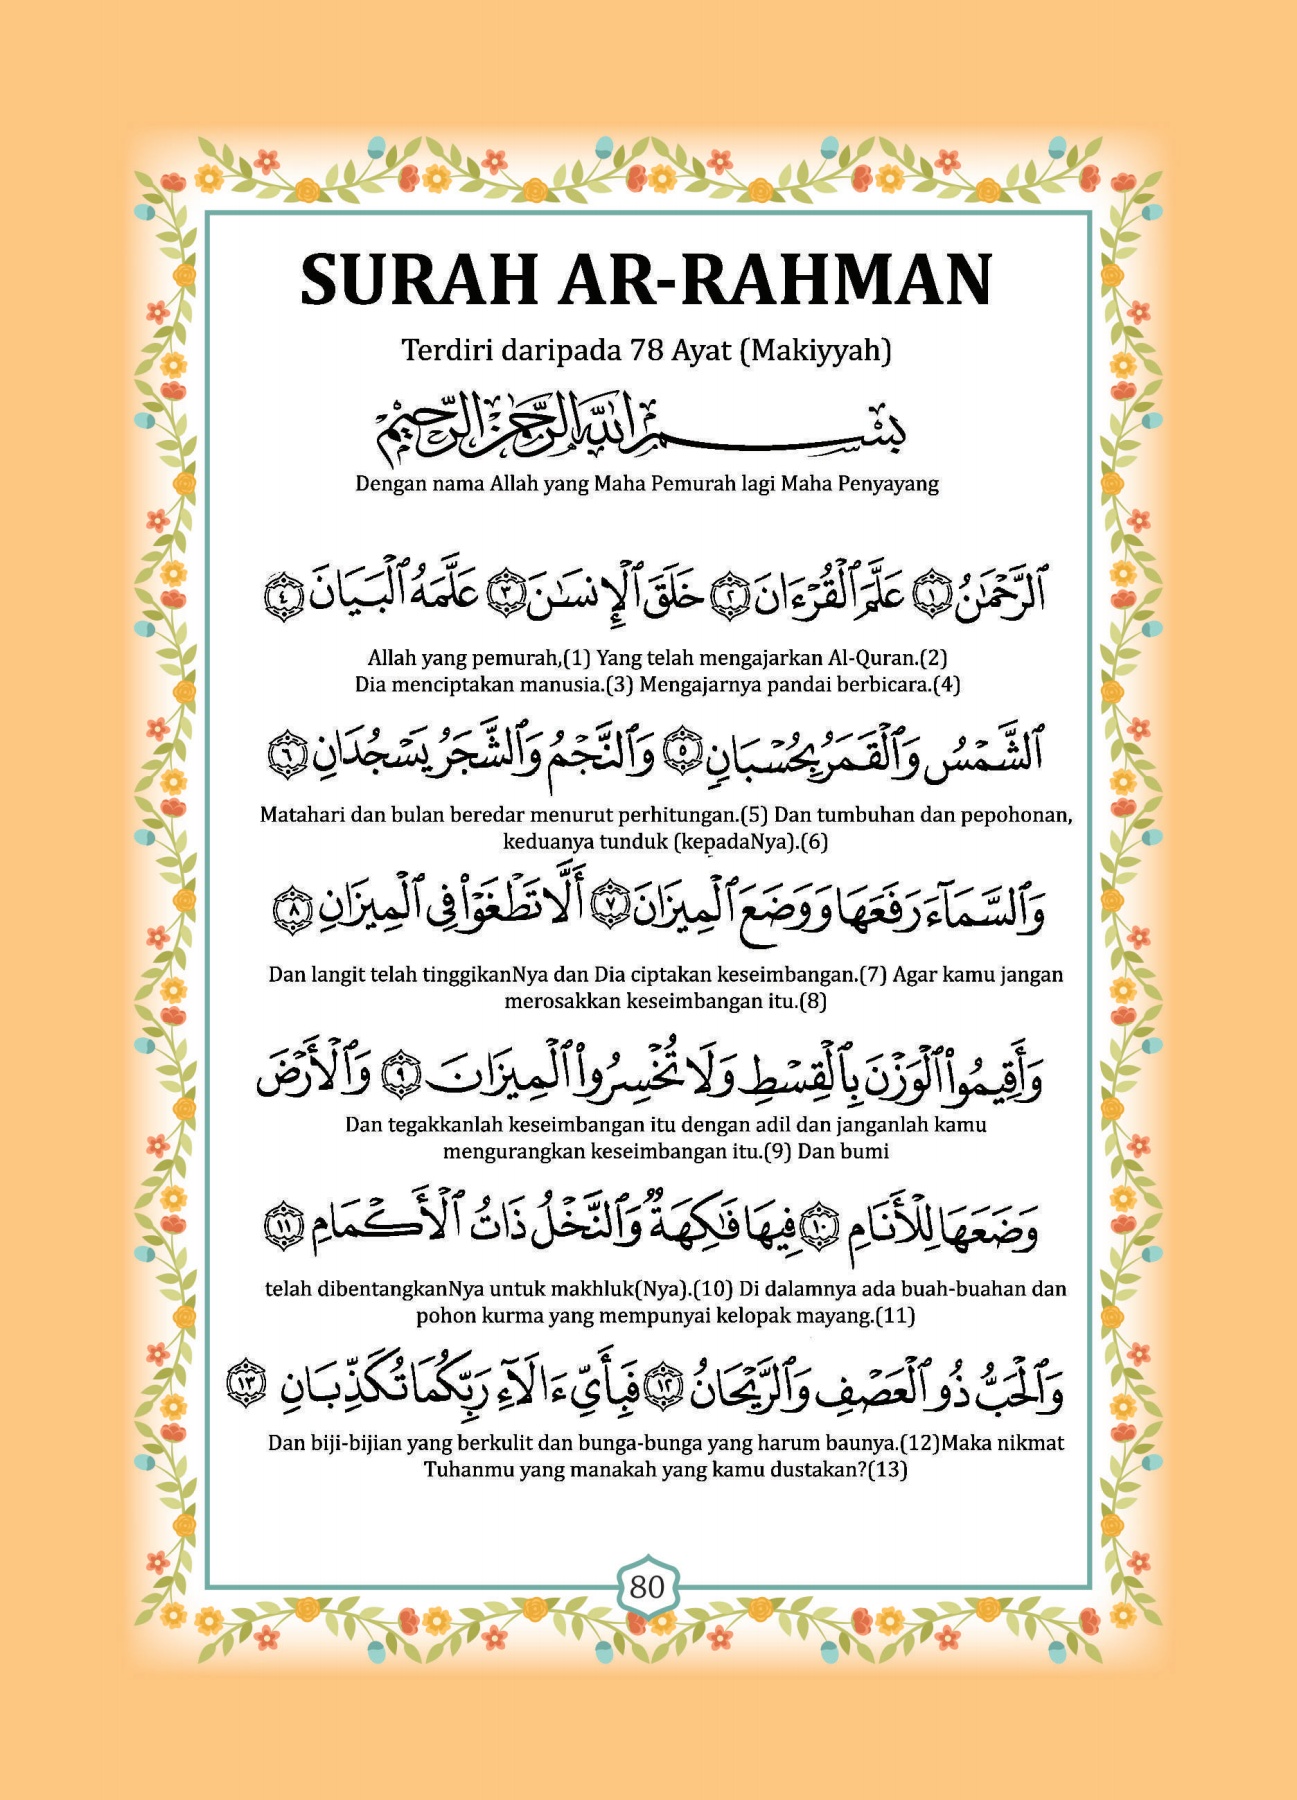 SURAH AR-RAHMAN
Terdiri daripada 78 Ayat (Makiyyah)
بِسْمِ ٱللَّهِ ٱلرَّحْمَٰنِ ٱلرَّحِيمِ
Dengan nama Allah yang Maha Pemurah lagi Maha Penyayang
ٱلرَّحْمَٰنُ ١ عَلَّمَ ٱلْقُرْءَانَ ٢ خَلَقَ ٱلْإِنسَٰنَ ٣ عَلَّمَهُ ٱلْبَيَانَ ٤
Allah yang pemurah,(1) Yang telah mengajarkan Al-Quran.(2)
Dia menciptakan manusia.(3) Mengajarnya pandai berbicara.(4)
ٱلشَّمْسُ وَٱلْقَمَرُ بِحُسْبَانٍ ٥ وَٱلنَّجْمُ وَٱلشَّجَرُ يَسْجُدَانِ ٦
Matahari dan bulan beredar menurut perhitungan.(5) Dan tumbuhan dan pepohonan,
keduanya tunduk (kepadaNya).(6)
وَٱلسَّمَآءَ رَفَعَهَا وَوَضَعَ ٱلْمِيزَانَ ٧ أَلَّا تَطْغَوْا۟ فِى ٱلْمِيزَانِ ٨
Dan langit telah tinggikanNya dan Dia ciptakan keseimbangan.(7) Agar kamu jangan
merosakkan keseimbangan itu.(8)
وَأَقِيمُوا۟ ٱلْوَزْنَ بِٱلْقِسْطِ وَلَا تُخْسِرُوا۟ ٱلْمِيزَانَ ٩ وَٱلْأَرْضَ
Dan tegakkanlah keseimbangan itu dengan adil dan janganlah kamu
mengurangkan keseimbangan itu.(9) Dan bumi
وَضَعَهَا لِلْأَنَامِ ١٠ فِيهَا فَٰكِهَةٌ وَٱلنَّخْلُ ذَاتُ ٱلْأَكْمَامِ ١١
telah dibentangkanNya untuk makhluk(Nya).(10) Di dalamnya ada buah-buahan dan
pohon kurma yang mempunyai kelopak mayang.(11)
وَٱلْحَبُّ ذُو ٱلْعَصْفِ وَٱلرَّيْحَانُ ١٢ فَبِأَىِّ ءَالَآءِ رَبِّكُمَا تُكَذِّبَانِ ١٣
Dan biji-bijian yang berkulit dan bunga-bunga yang harum baunya.(12)Maka nikmat
Tuhanmu yang manakah yang kamu dustakan?(13)
80